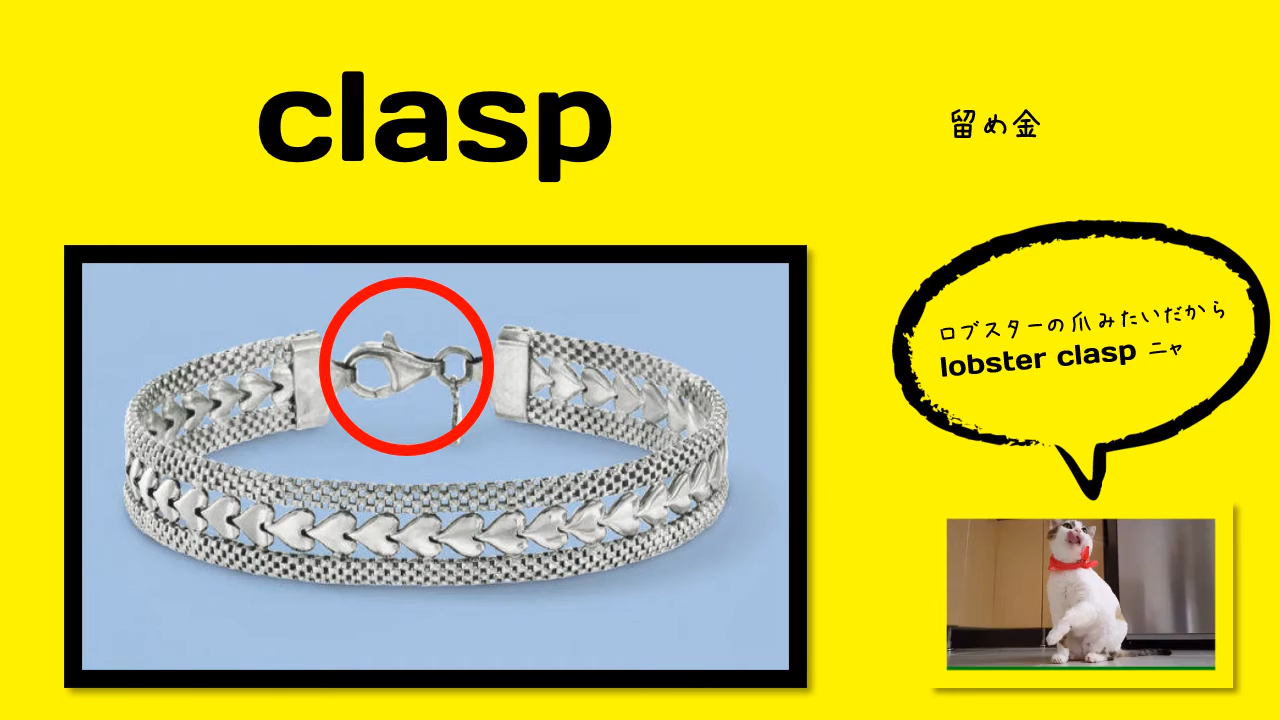 clasp
留め金
ロブスターの爪みたいだから
lobster clasp ニャ